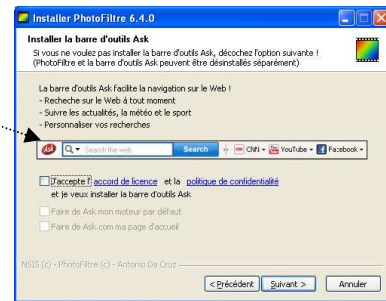 Installer PhotoFiltre 6.4.0
Installer la barre d'outils Ask
Si vous ne voulez pas installer la barre d'outils Ask, décochez l'option suivante !
(PhotoFiltre et la barre d'outils Ask peuvent être désinstallés séparément)
La barre d'outils Ask facilite la navigation sur le Web !
- Recheche sur le Web à tout moment
- Suivre les actualités, la météo et le sport
- Personnaliser vos recherches
Ask Search the web Search CNN YouTube Facebook
J'accepte l' accord de licence et la politique de confidentialité
et je veux installer la barre d'outils Ask
Faire de Ask mon moteur par défaut
Faire de Ask.com ma page d'accueil
NSIS (c) - PhotoFiltre (c) - Antonio Da Cruz
< Précédent Suivant > Annuler